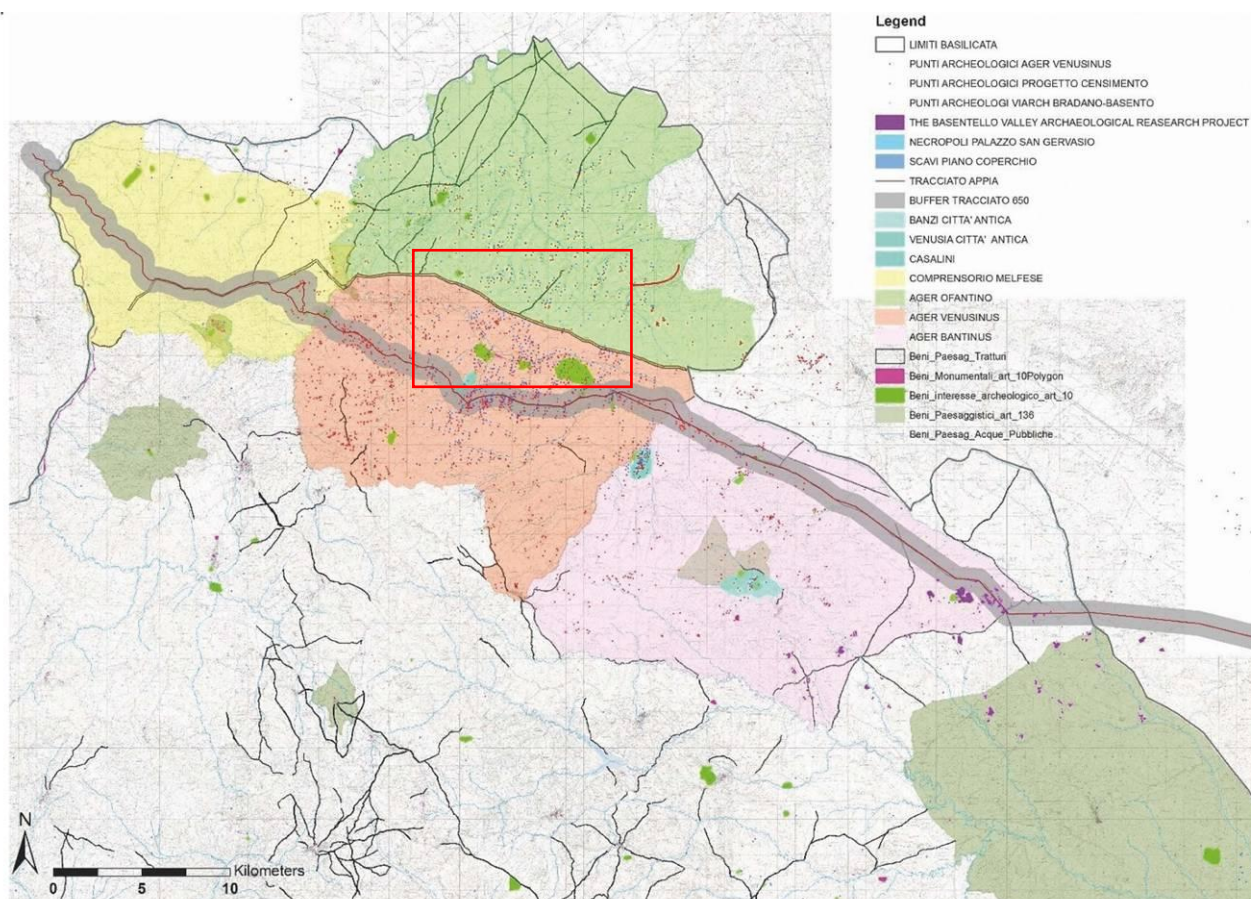 Legend
LIMITI BASILICATA
PUNTI ARCHEOLOGICI AGER VENUSINUS
PUNTI ARCHEOLOGICI PROGETTO CENSIMENTO
PUNTI ARCHEOLOGI VIARCH BRADANO-BASENTO
THE BASENTELLO VALLEY ARCHAEOLOGICAL REASEARCH PROJECT
NECROPOLI PALAZZO SAN GERVASIO
SCAVI PIANO COPERCHIO
TRACCIATO APPIA
BUFFER TRACCIATO 650
BANZI CITTA' ANTICA
VENUSIA CITTA' ANTICA
CASALINI
COMPRENSORIO MELFESE
AGER OFANTINO
AGER VENUSINUS
AGER BANTINUS
Beni_Paesag_Tratturi
Beni_Monumentali_art_10Polygon
Beni_interesse_archeologico_art_10
Beni_Paesaggistici_art_136
Beni_Paesag_Acque_Pubbliche
N
Kilometers
0 5 10